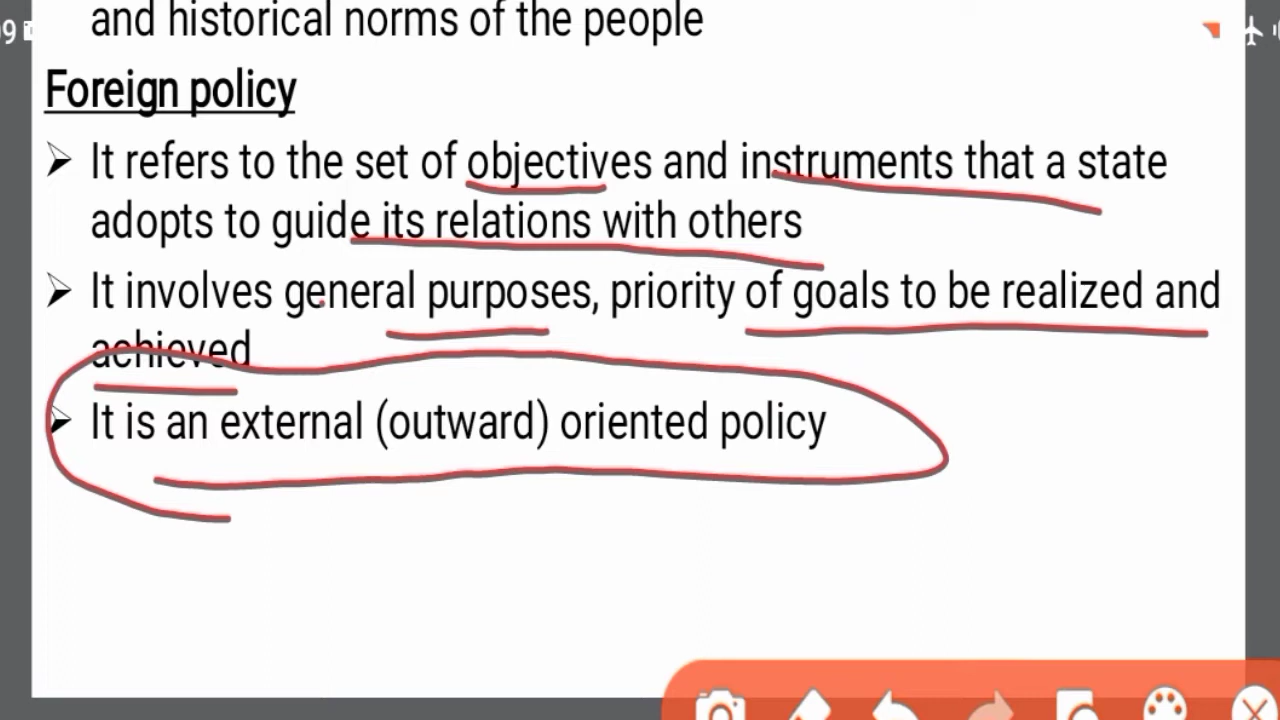 9
and historical norms of the people
Foreign policy
➢ It refers to the set of objectives and instruments that a state
adopts to guide its relations with others
➢ It involves general purposes, priority of goals to be realized and
achieved
➢ It is an external (outward) oriented policy